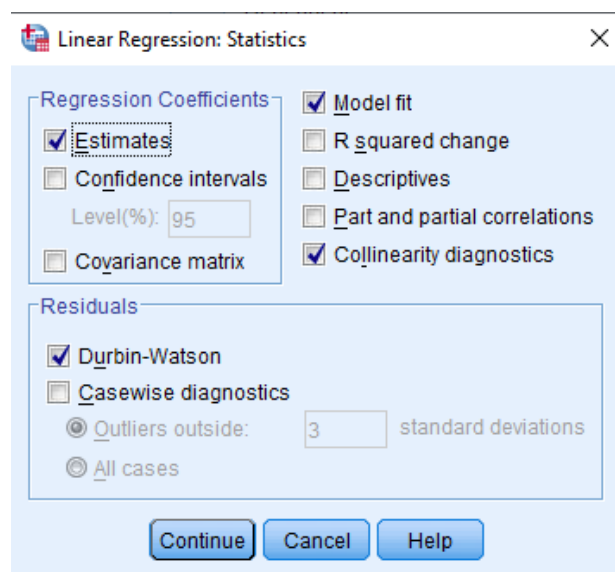 Linear Regression: Statistics
Regression Coefficients
Estimates
Confidence intervals
Level(%): 95
Covariance matrix
Model fit
R squared change
Descriptives
Part and partial correlations
Collinearity diagnostics
Residuals
Durbin-Watson
Casewise diagnostics
Outliers outside: 3 standard deviations
All cases
Continue Cancel Help